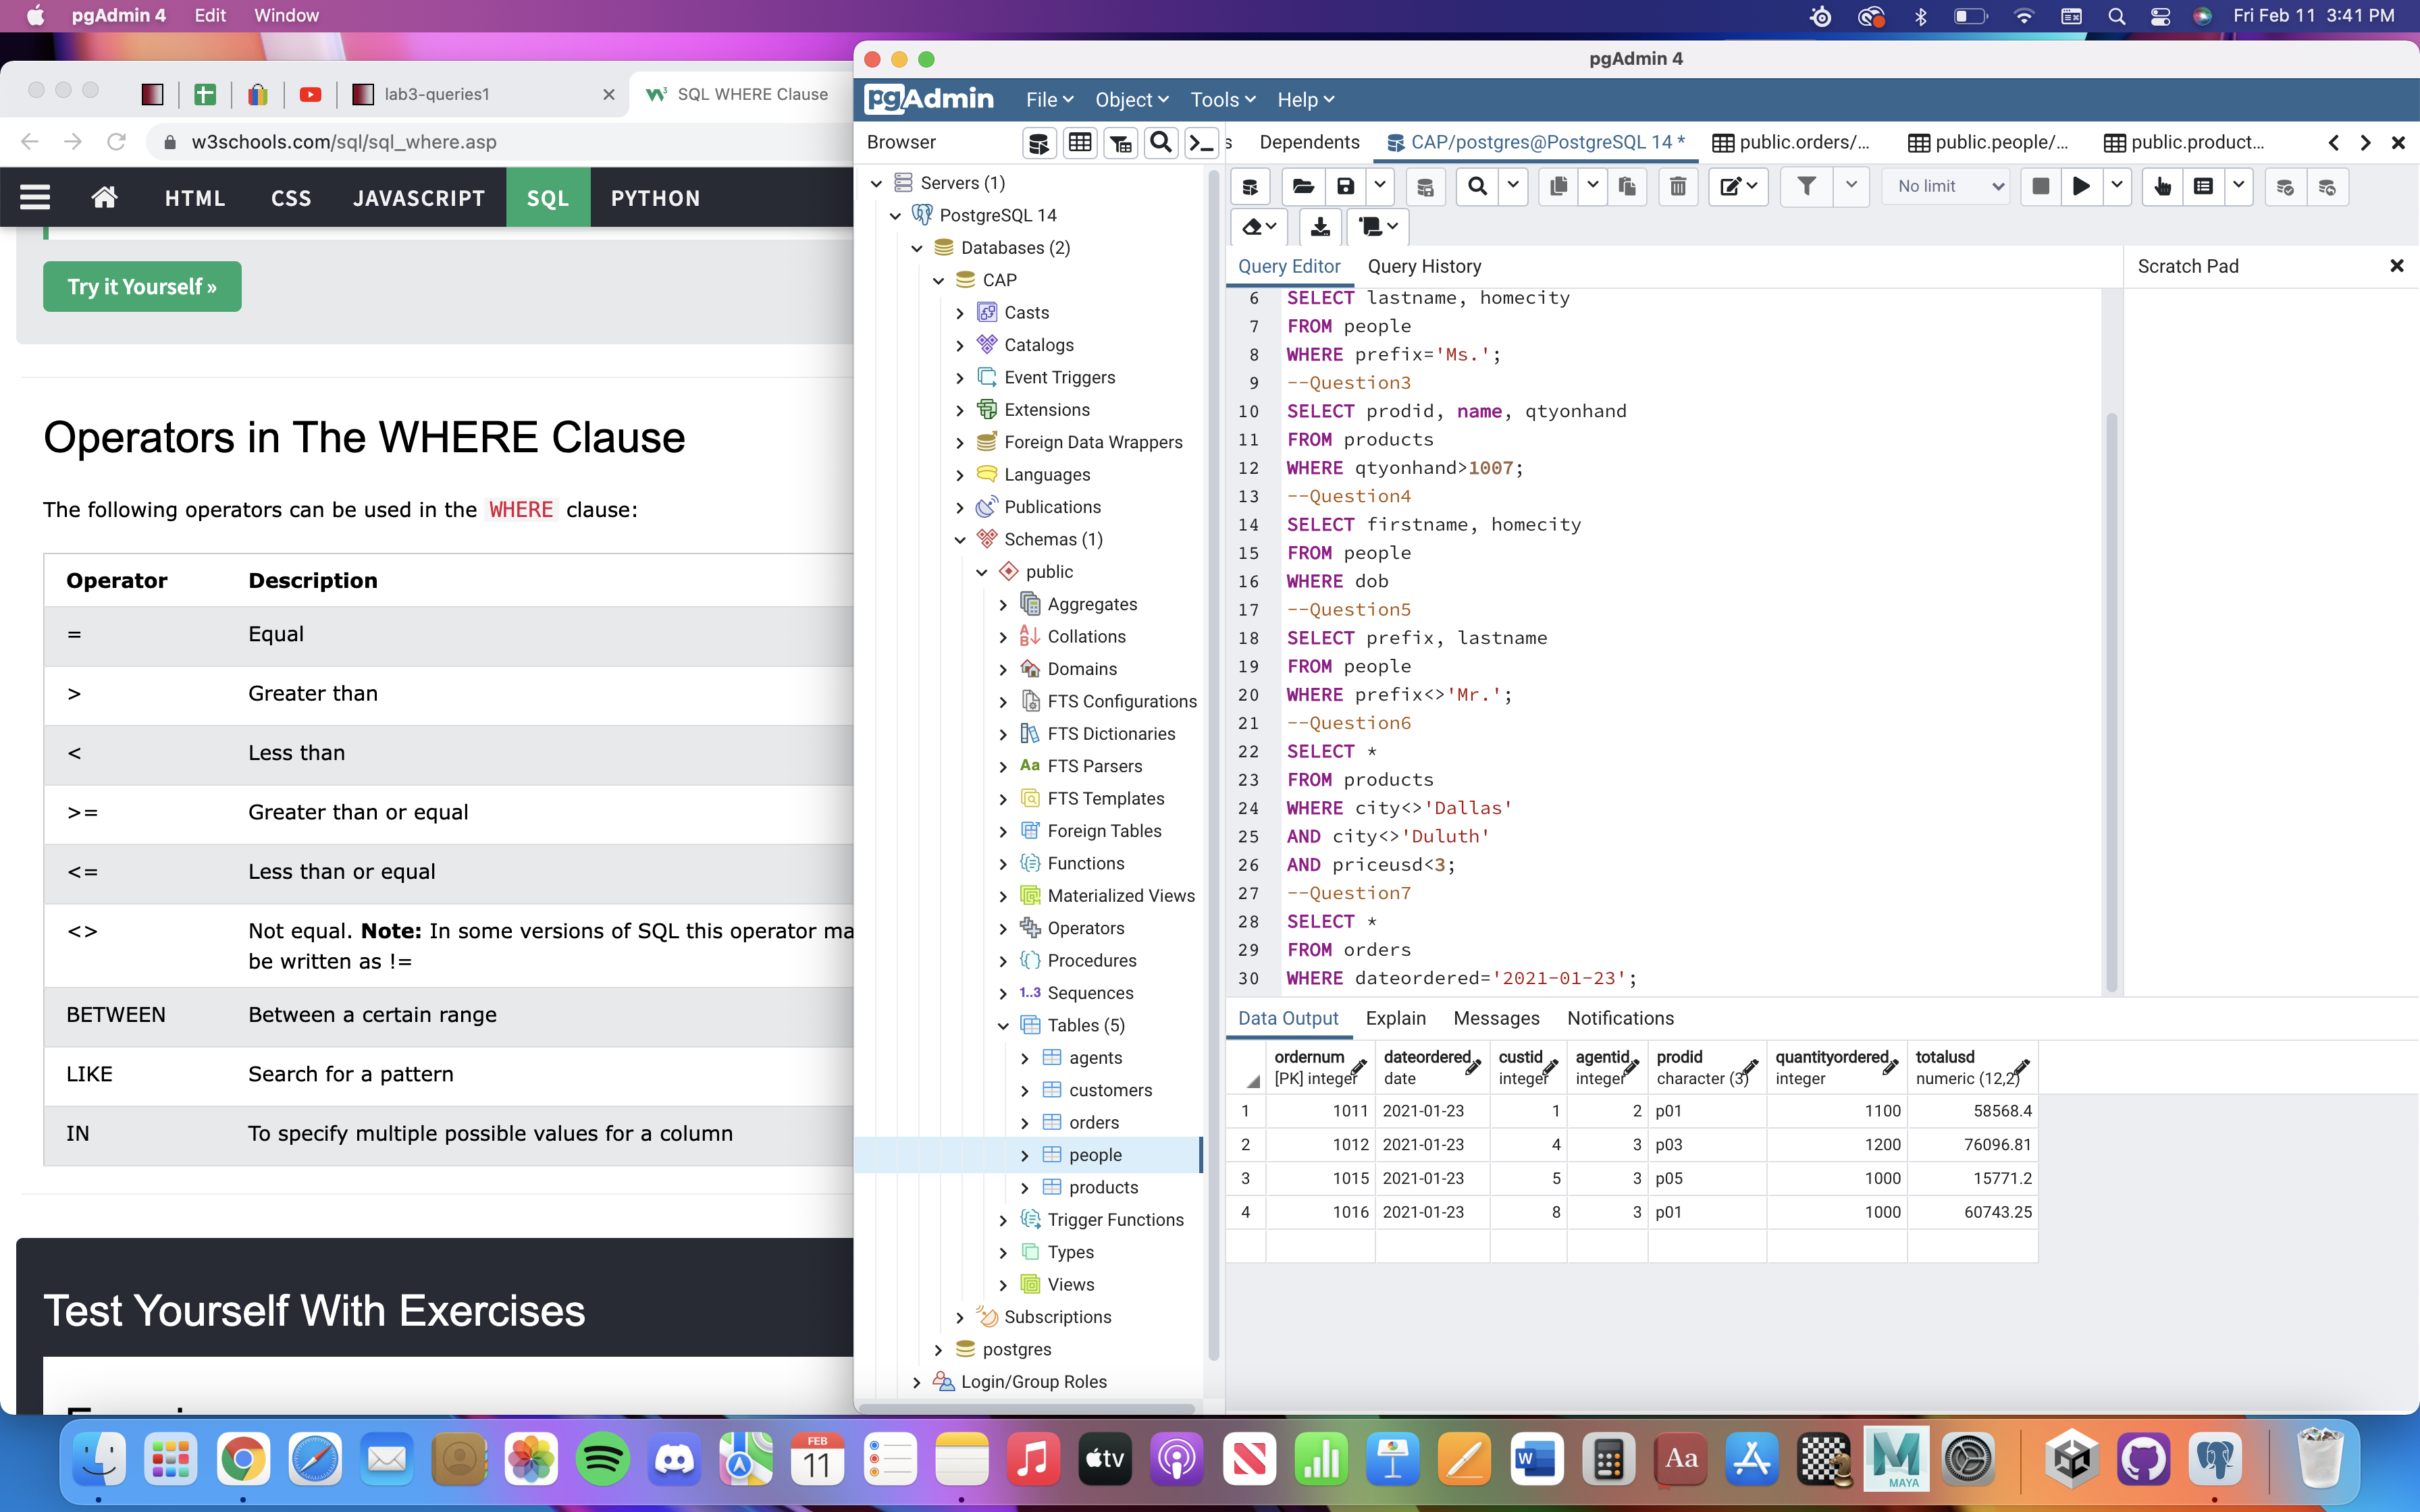 pgAdmin 4 Edit Window Fri Feb 11 3:41 PM
lab3-queries1 SQL WHERE Clause
w3schools.com/sql/sql_where.asp
HTML CSS JAVASCRIPT SQL PYTHON
Try it Yourself »
Operators in The WHERE Clause
The following operators can be used in the WHERE clause:
Operator Description
= Equal
> Greater than
< Less than
>= Greater than or equal
<= Less than or equal
<> Not equal. Note: In some versions of SQL this operator ma
be written as !=
BETWEEN Between a certain range
LIKE Search for a pattern
IN To specify multiple possible values for a column
Test Yourself With Exercises
pgAdmin 4
pgAdmin File Object Tools Help
Browser
Servers (1)
PostgreSQL 14
Databases (2)
CAP
Casts
Catalogs
Event Triggers
Extensions
Foreign Data Wrappers
Languages
Publications
Schemas (1)
public
Aggregates
Collations
Domains
FTS Configurations
FTS Dictionaries
Aa FTS Parsers
FTS Templates
Foreign Tables
Functions
Materialized Views
Operators
Procedures
1..3 Sequences
Tables (5)
agents
customers
orders
people
products
Trigger Functions
Types
Views
Subscriptions
postgres
Login/Group Roles
s Dependents CAP/postgres@PostgreSQL 14 * public.orders/... public.people/... public.product...
No limit
Query Editor Query History Scratch Pad
6 SELECT lastname, homecity
7 FROM people
8 WHERE prefix='Ms.';
9 --Question3
10 SELECT prodid, name, qtyonhand
11 FROM products
12 WHERE qtyonhand>1007;
13 --Question4
14 SELECT firstname, homecity
15 FROM people
16 WHERE dob
17 --Question5
18 SELECT prefix, lastname
19 FROM people
20 WHERE prefix<>'Mr.';
21 --Question6
22 SELECT *
23 FROM products
24 WHERE city<>'Dallas'
25 AND city<>'Duluth'
26 AND priceusd<3;
27 --Question7
28 SELECT *
29 FROM orders
30 WHERE dateordered='2021-01-23';
Data Output Explain Messages Notifications
ordernum dateordered custid agentid prodid quantityordered totalusd
[PK] integer date integer integer character (3) integer numeric (12,2)
1 1011 2021-01-23 1 2 p01 1100 58568.4
2 1012 2021-01-23 4 3 p03 1200 76096.81
3 1015 2021-01-23 5 3 p05 1000 15771.2
4 1016 2021-01-23 8 3 p01 1000 60743.25
FEB
11
tv
W
Aa
MAYA